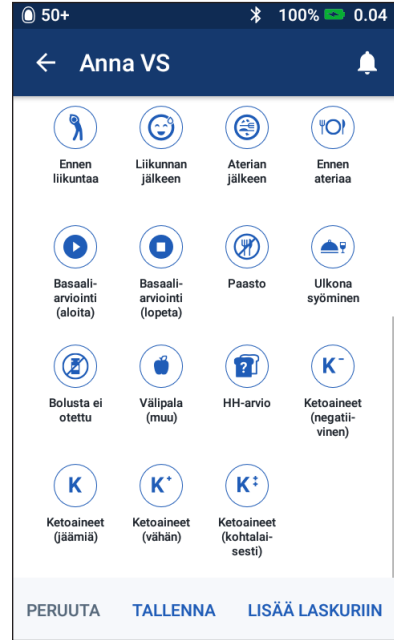 50+ 100% 0.04
Anna VS
Ennen
liikuntaa
Liikunnan
jälkeen
Aterian
jälkeen
Ennen
ateriaa
Basaali-
arviointi
(aloita)
Basaali-
arviointi
(lopeta)
Paasto
Ulkona
syöminen
?
K⁻
Bolusta ei
otettu
Välipala
(muu)
HH-arvio
Ketoaineet
(negatii-
vinen)
K
K⁺
K‡
Ketoaineet
(jäämiä)
Ketoaineet
(vähän)
Ketoaineet
(kohtalai-
sesti)
PERUUTA TALLENNA LISÄÄ LASKURIIN